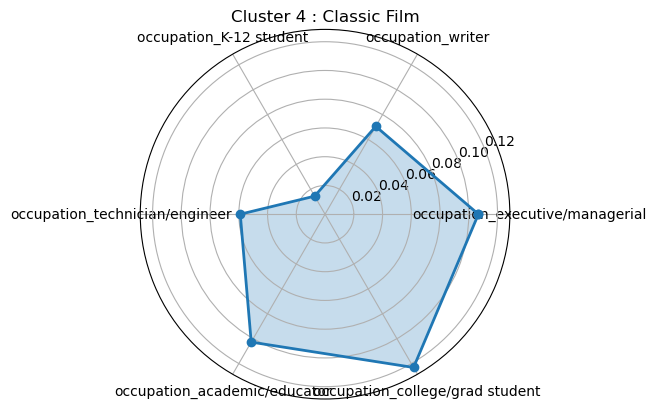 Cluster 4 : Classic Film
occupation_K-12 student
occupation_writer
0.12
0.10
0.08
0.06
0.04
0.02
occupation_technician/engineer
occupation_executive/managerial
occupation_academic/educator
occupation_college/grad student